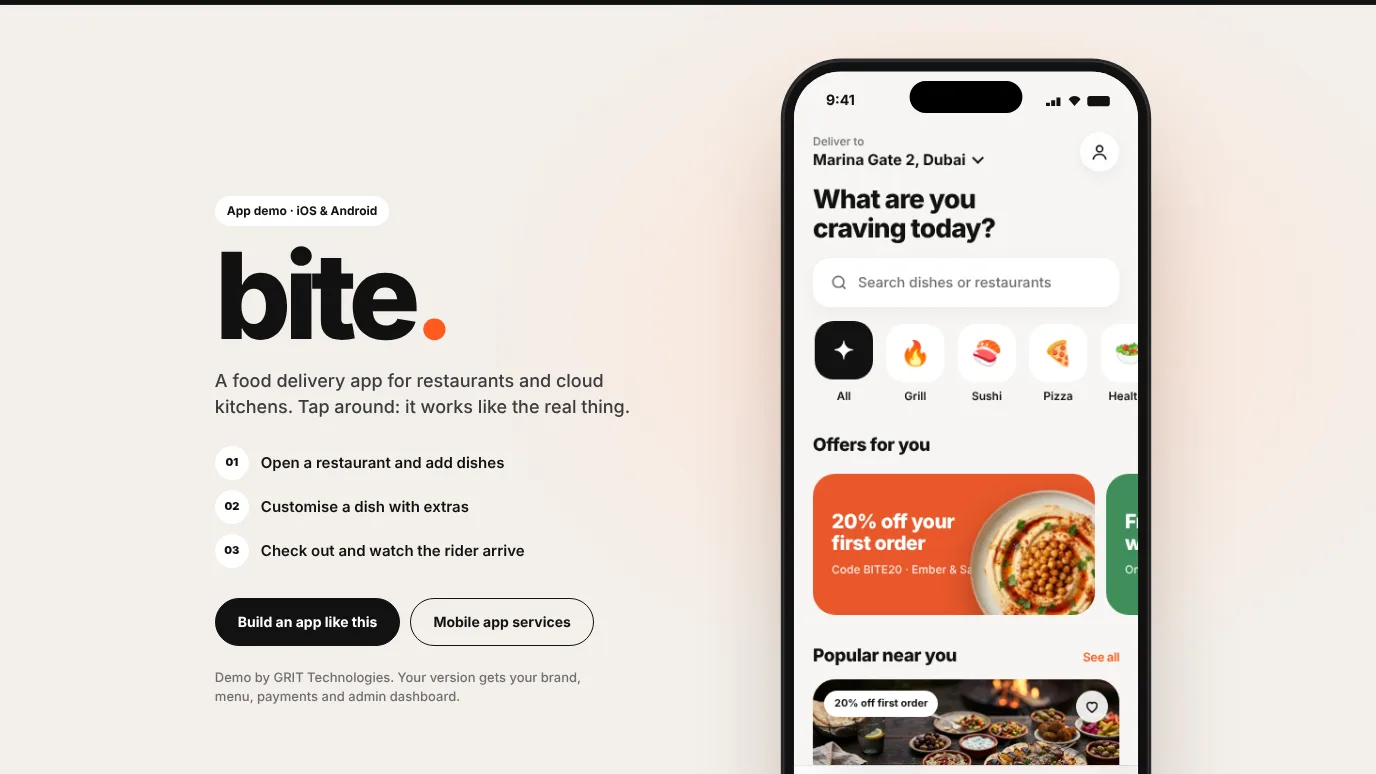 App demo · iOS & Android
bite.
A food delivery app for restaurants and cloud
kitchens. Tap around: it works like the real thing.
01 Open a restaurant and add dishes
02 Customise a dish with extras
03 Check out and watch the rider arrive
Build an app like this
Mobile app services
Demo by GRIT Technologies. Your version gets your brand,
menu, payments and admin dashboard.
9:41
Deliver to
Marina Gate 2, Dubai
What are you
craving today?
Search dishes or restaurants
All
Grill
Sushi
Pizza
Offers for you
20% off your
first order
Code BITE20 · Ember &
Popular near you
See all
20% off first order